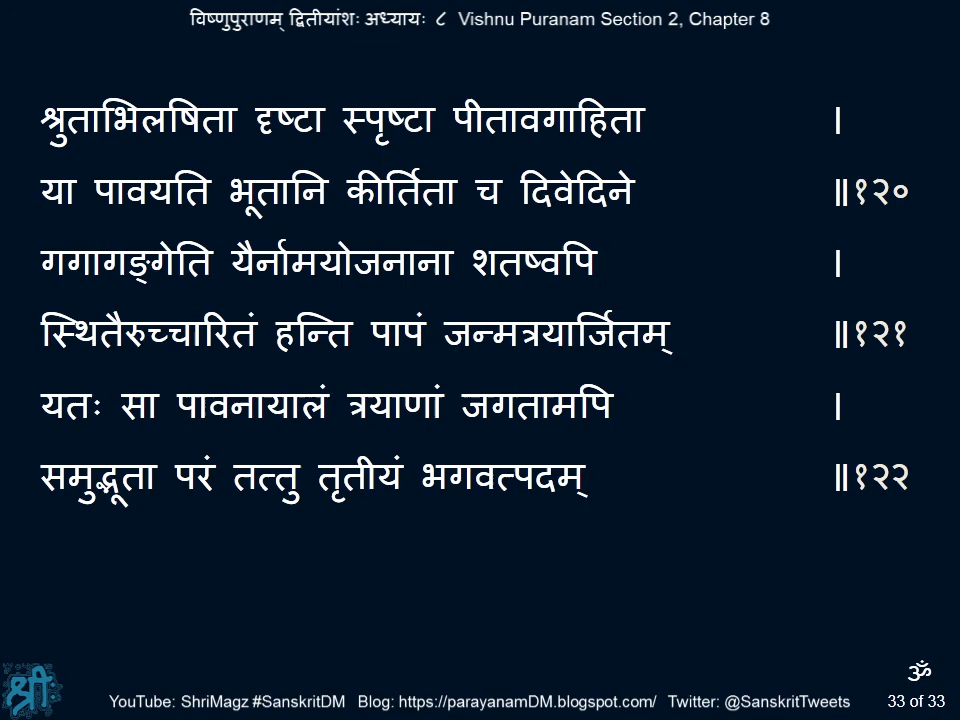 विष्णुपुराणम् द्वितीयांशः अध्यायः ८ Vishnu Puranam Section 2, Chapter 8
श्रुताभिलषिता दृष्टा स्पृष्टा पीतावगाहिता ।
या पावयति भूतानि कीर्तिता च दिवेदिने ॥१२०
गगागङ्गेति यैर्नामयोजनाना शतष्वपि ।
स्थितैरुच्चारितं हन्ति पापं जन्मत्रयार्जितम् ॥१२१
यतः सा पावनायालं त्रयाणां जगतामपि ।
समुद्भूता परं तत्तु तृतीयं भगवत्पदम् ॥१२२
श्रीः
ॐ
YouTube: ShriMagz #SanskritDM Blog: https://parayanamDM.blogspot.com/ Twitter: @SanskritTweets 33 of 33